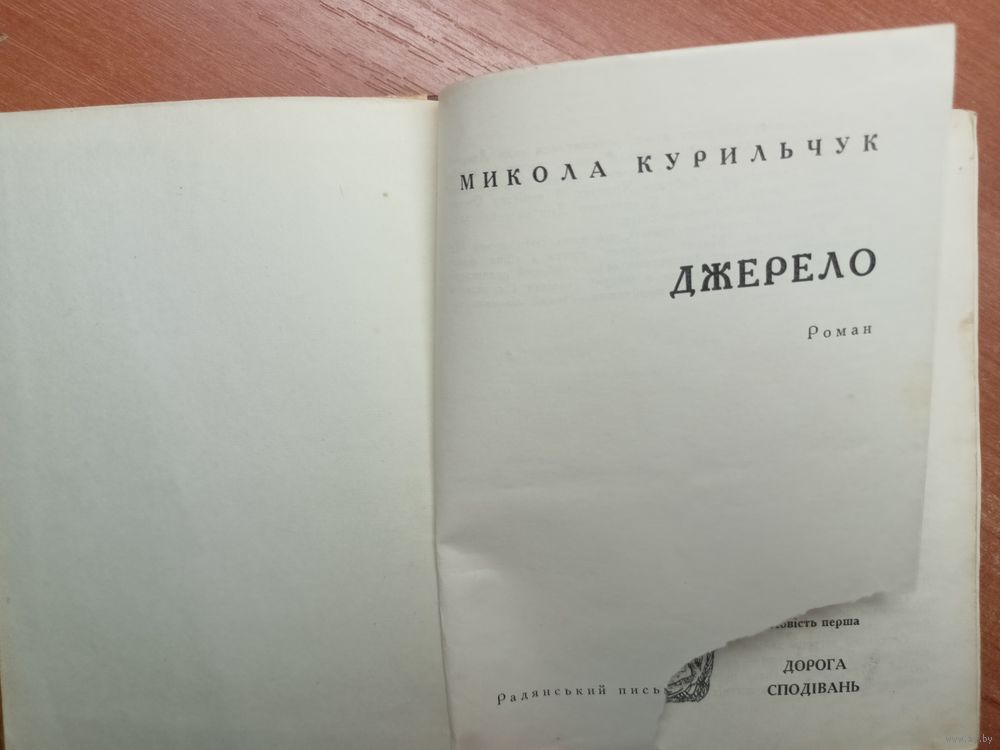 МИКОЛА КУРИЛЬЧУК
ДЖЕРЕЛО
Роман
перша
ДОРОГА
СПОДІВАНЬ
Радянський